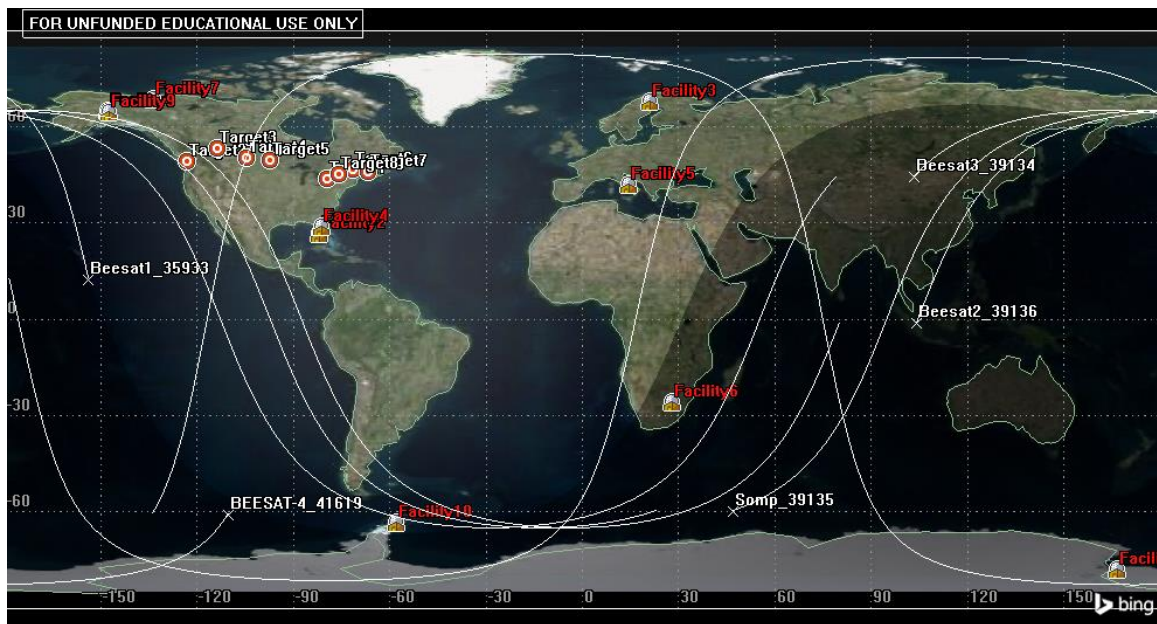 FOR UNFUNDED EDUCATIONAL USE ONLY
Facility7
Facility9
Facility3
60
Target3
Target5
Target8
Beesat3_39134
Facility5
30
Facility4
Beesat1_35933
0
Beesat2_39136
Facility6
-30
-60
BEESAT-4_41619
Somp_39135
Facility10
-150
-120
-90
-60
-30
0
30
60
90
120
150
bing